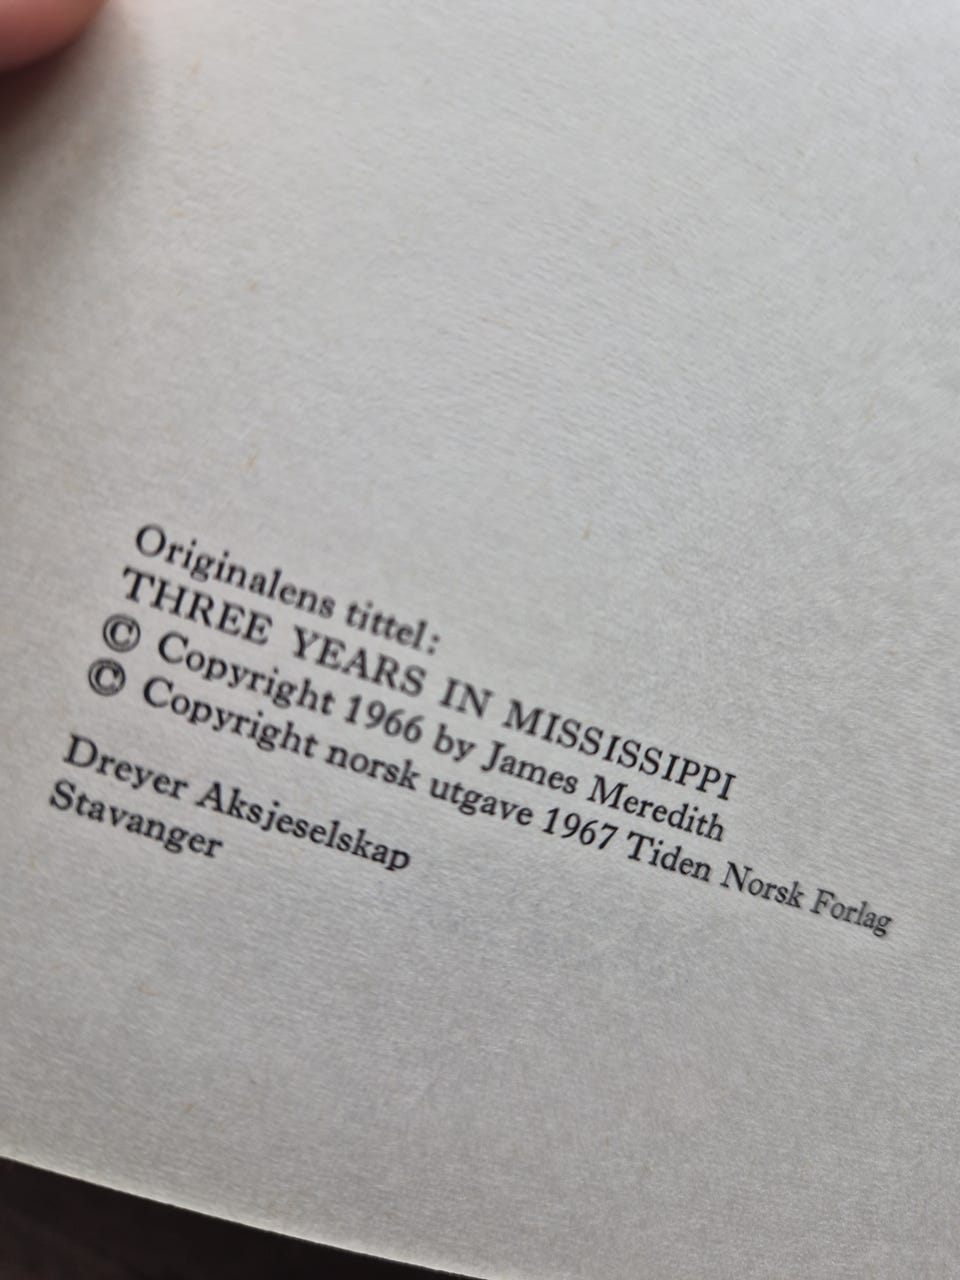 Originalens tittel:
THREE YEARS IN MISSISSIPPI
© Copyright 1966 by James Meredith
© Copyright norsk utgave 1967 Tiden Norsk Forlag
Dreyer Aksjeselskap
Stavanger